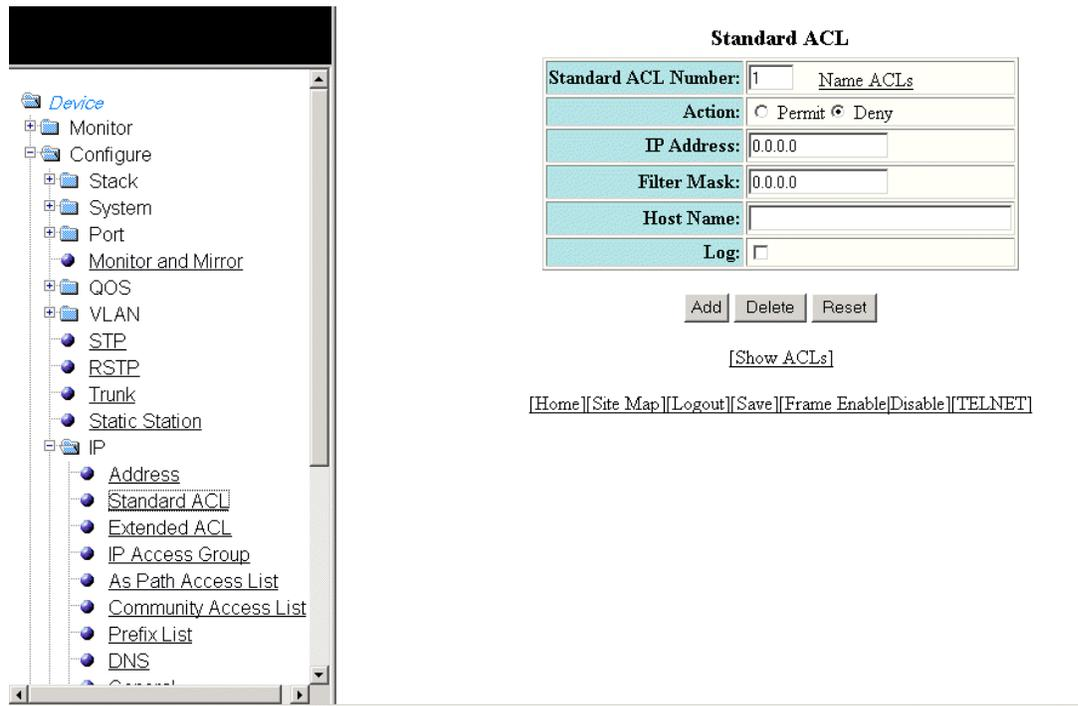 Device
Monitor
Configure
Stack
System
Port
Monitor and Mirror
QOS
VLAN
STP
RSTP
Trunk
Static Station
IP
Address
Standard ACL
Extended ACL
IP Access Group
As Path Access List
Community Access List
Prefix List
DNS
Standard ACL
Standard ACL Number: 1 Name ACLs
Action: Permit Deny
IP Address: 0.0.0.0
Filter Mask: 0.0.0.0
Host Name:
Log:
Add Delete Reset
[Show ACLs]
[Home][Site Map][Logout][Save][Frame Enable|Disable][TELNET]